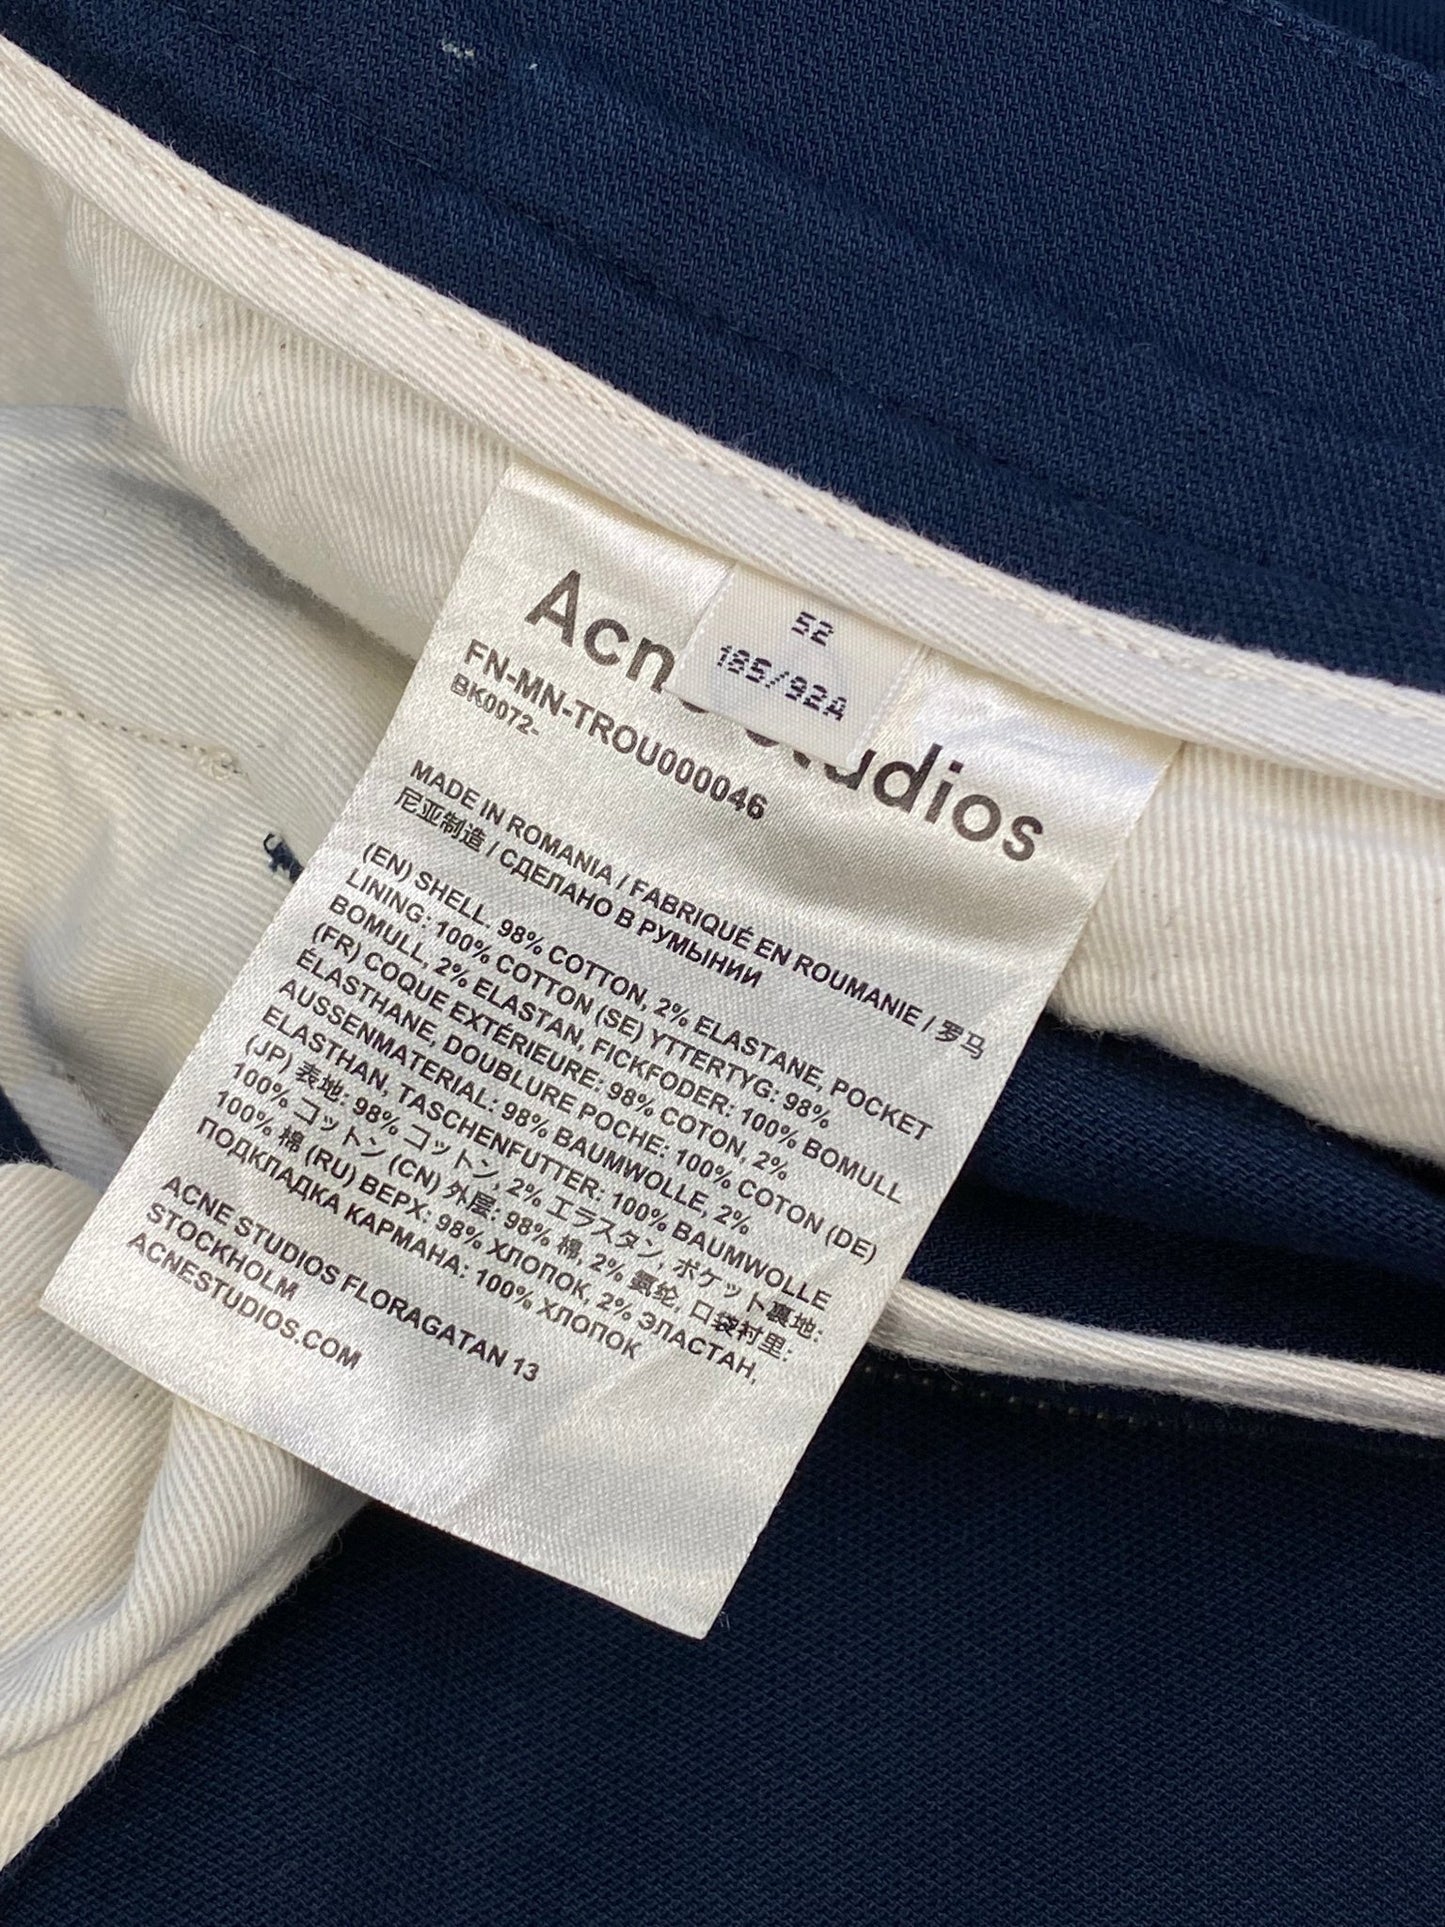 52
185/92A
Acne Studios
FN-MN-TROU000046
BK0072-
MADE IN ROMANIA / FABRIQUÉ EN ROUMANIE / 罗马
尼亚制造 / СДЕЛАНО В РУМЫНИИ
(EN) SHELL. 98% COTTON, 2% ELASTANE, POCKET
LINING: 100% COTTON (SE) YTTERTYG: 98%
BOMULL, 2% ELASTAN, FICKFODER: 100% BOMULL
(FR) COQUE EXTÉRIEURE: 98% COTON, 2%
ÉLASTHANE, DOUBLURE POCHE: 100% COTON (DE)
AUSSENMATERIAL: 98% BAUMWOLLE, 2%
ELASTHAN, TASCHENFUTTER: 100% BAUMWOLLE
(JP) 表地: 98% コットン, 2% エラスタン, ポケット裏地:
100% コットン (CN) 外层: 98% 棉, 2% 氨纶, 口袋衬里:
100% 棉 (RU) ВЕРХ: 98% ХЛОПОК, 2% ЭЛАСТАН,
ПОДКЛАДКА КАРМАНА: 100% ХЛОПОК
ACNE STUDIOS FLORAGATAN 13
STOCKHOLM
ACNESTUDIOS.COM